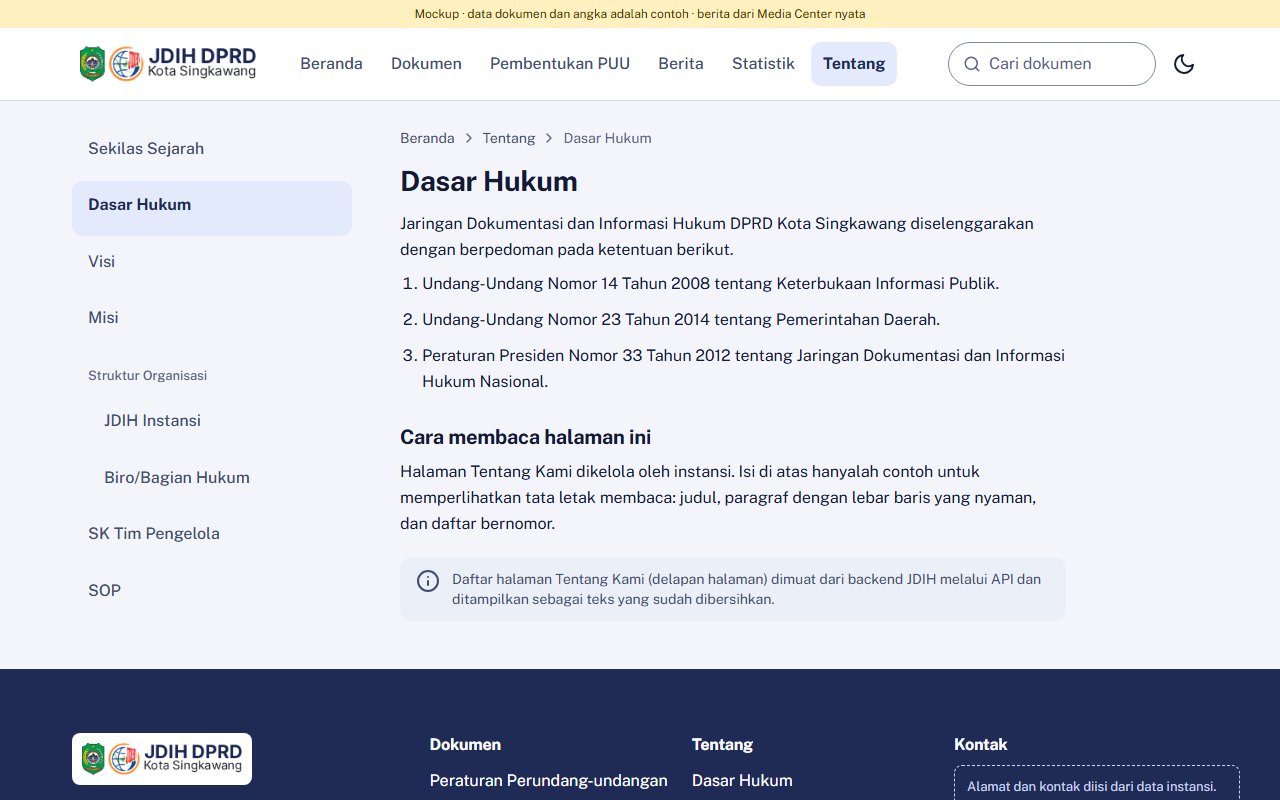 Mockup · data dokumen dan angka adalah contoh · berita dari Media Center nyata
JDIH DPRD
Kota Singkawang
Beranda
Dokumen
Pembentukan PUU
Berita
Statistik
Tentang
Cari dokumen
Sekilas Sejarah
Dasar Hukum
Visi
Misi
Struktur Organisasi
JDIH Instansi
Biro/Bagian Hukum
SK Tim Pengelola
SOP
Beranda > Tentang > Dasar Hukum
Dasar Hukum
Jaringan Dokumentasi dan Informasi Hukum DPRD Kota Singkawang diselenggarakan
dengan berpedoman pada ketentuan berikut.
1. Undang-Undang Nomor 14 Tahun 2008 tentang Keterbukaan Informasi Publik.
2. Undang-Undang Nomor 23 Tahun 2014 tentang Pemerintahan Daerah.
3. Peraturan Presiden Nomor 33 Tahun 2012 tentang Jaringan Dokumentasi dan Informasi
Hukum Nasional.
Cara membaca halaman ini
Halaman Tentang Kami dikelola oleh instansi. Isi di atas hanyalah contoh untuk
memperlihatkan tata letak membaca: judul, paragraf dengan lebar baris yang nyaman,
dan daftar bernomor.
Daftar halaman Tentang Kami (delapan halaman) dimuat dari backend JDIH melalui API dan
ditampilkan sebagai teks yang sudah dibersihkan.
JDIH DPRD
Kota Singkawang
Dokumen
Peraturan Perundang-undangan
Tentang
Dasar Hukum
Kontak
Alamat dan kontak diisi dari data instansi.